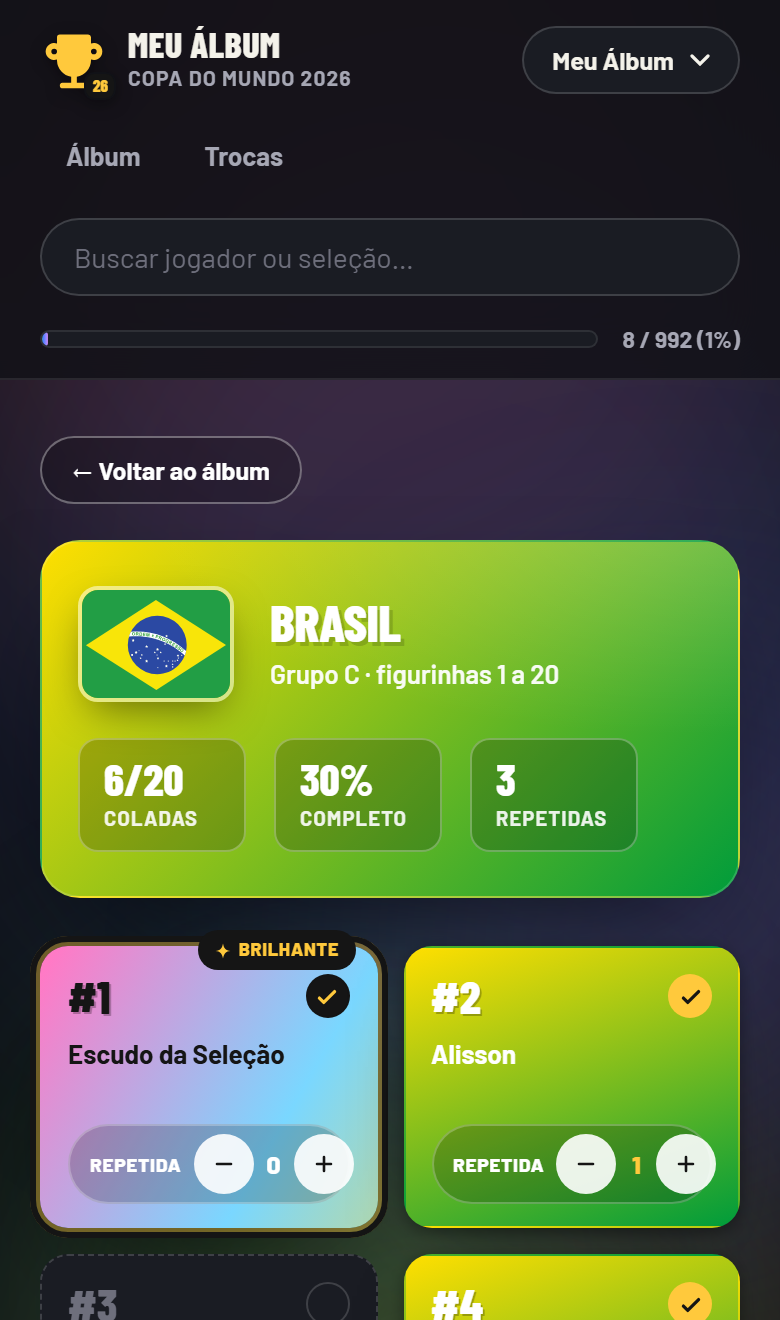 MEU ÁLBUM
COPA DO MUNDO 2026
26
Meu Álbum
Álbum
Trocas
Buscar jogador ou seleção...
8 / 992 (1%)
← Voltar ao álbum
BRASIL
Grupo C · figurinhas 1 a 20
6/20
COLADAS
30%
COMPLETO
3
REPETIDAS
BRILHANTE
#1
Escudo da Seleção
REPETIDA − 0 +
#2
Alisson
REPETIDA − 1 +
#3
#4